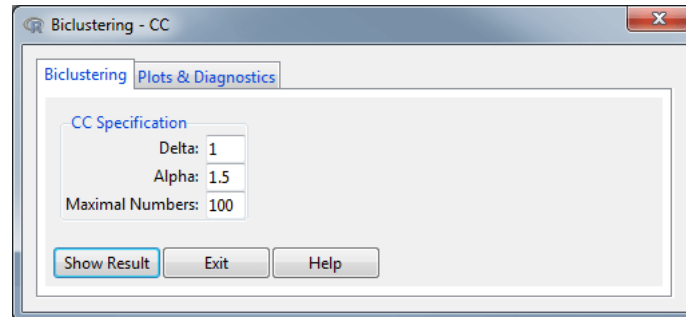 Biclustering - CC
Biclustering Plots & Diagnostics
CC Specification
Delta: 1
Alpha: 1.5
Maximal Numbers: 100
Show Result Exit Help